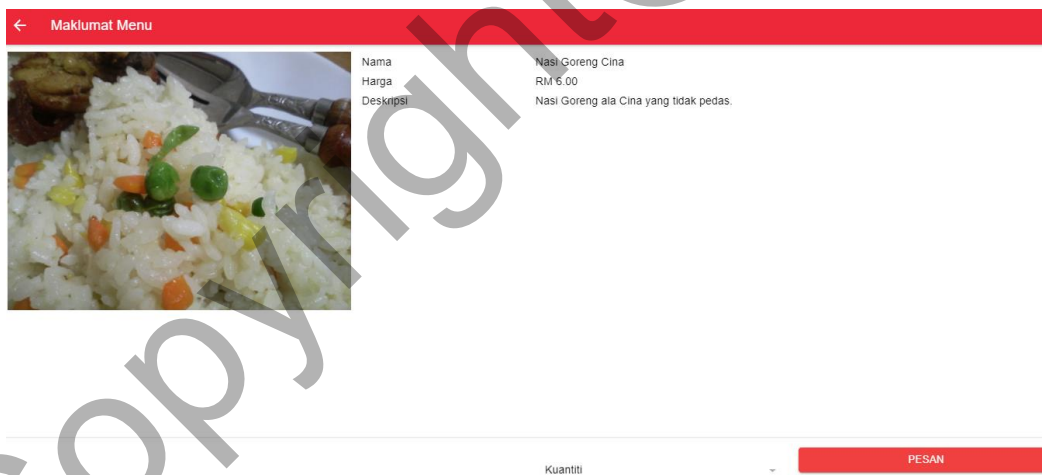 Maklumat Menu
Nama Nasi Goreng Cina
Harga RM 6.00
Deskripsi Nasi Goreng ala Cina yang tidak pedas.
Kuantiti
PESAN
Copyright